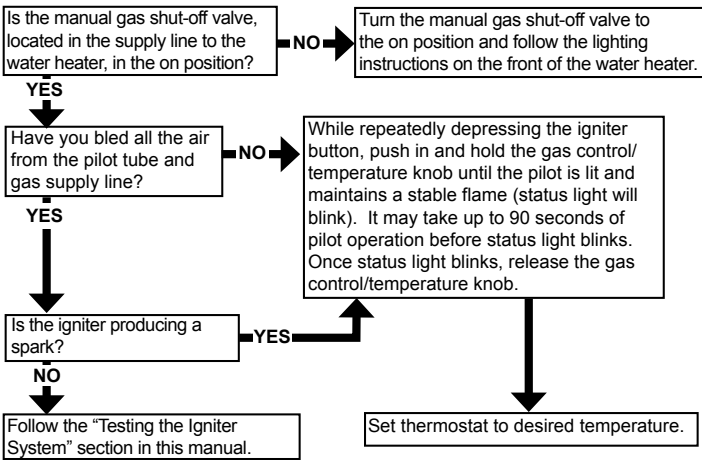 Is the manual gas shut-off valve,
located in the supply line to the
water heater, in the on position?
NO
Turn the manual gas shut-off valve to
the on position and follow the lighting
instructions on the front of the water heater.
YES
Have you bled all the air
from the pilot tube and
gas supply line?
NO
While repeatedly depressing the igniter
button, push in and hold the gas control/
temperature knob until the pilot is lit and
maintains a stable flame (status light will
blink).  It may take up to 90 seconds of
pilot operation before status light blinks.
Once status light blinks, release the gas
control/temperature knob.
YES
Is the igniter producing a
spark?
YES
NO
Follow the “Testing the Igniter
System” section in this manual.
Set thermostat to desired temperature.